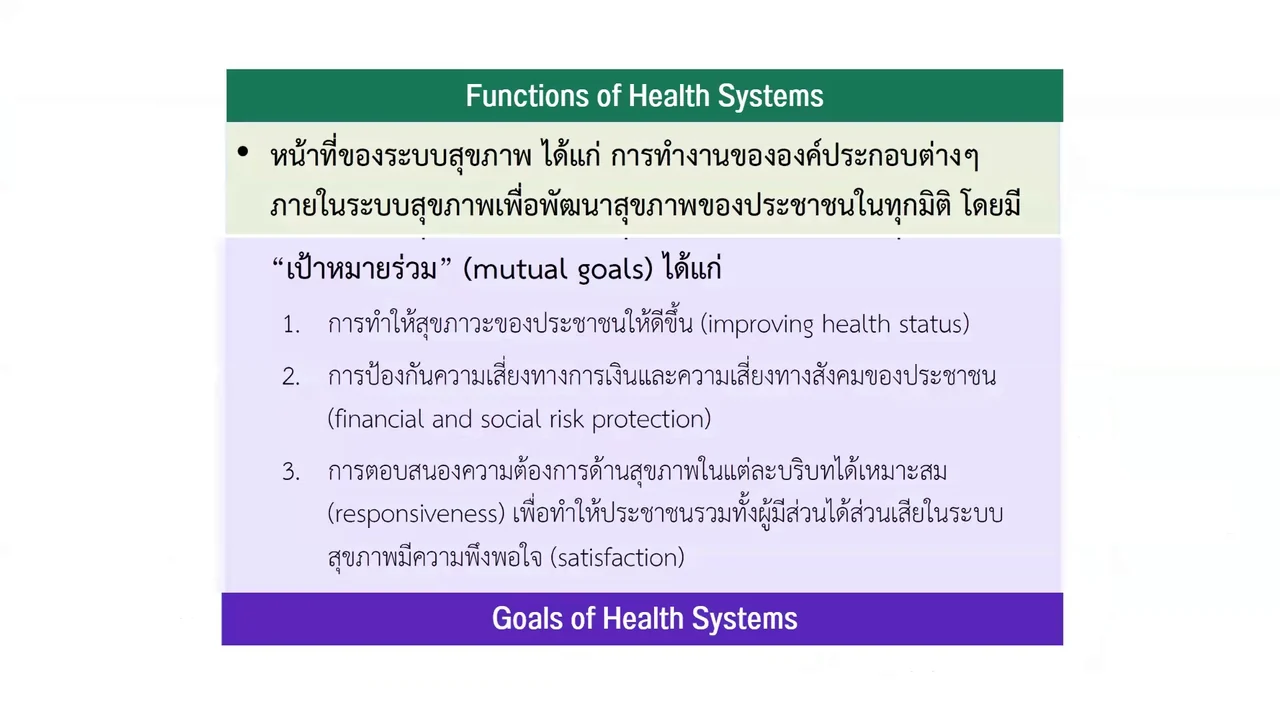 Functions of Health Systems
• หน้าที่ของระบบสุขภาพ ได้แก่ การทำงานขององค์ประกอบต่างๆ
ภายในระบบสุขภาพเพื่อพัฒนาสุขภาพของประชาชนในทุกมิติ โดยมี
“เป้าหมายร่วม” (mutual goals) ได้แก่
1. การทำให้สุขภาวะของประชาชนให้ดีขึ้น (improving health status)
2. การป้องกันความเสี่ยงทางการเงินและความเสี่ยงทางสังคมของประชาชน
(financial and social risk protection)
3. การตอบสนองความต้องการด้านสุขภาพในแต่ละบริบทได้เหมาะสม
(responsiveness) เพื่อทำให้ประชาชนรวมทั้งผู้มีส่วนได้ส่วนเสียในระบบ
สุขภาพมีความพึงพอใจ (satisfaction)
Goals of Health Systems